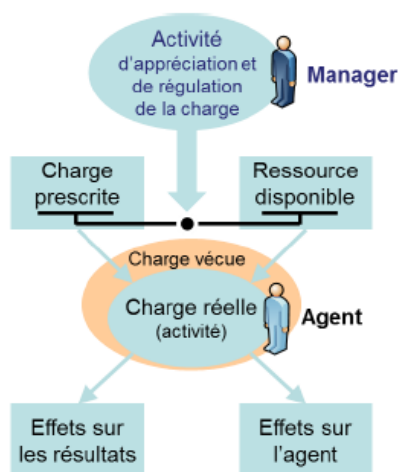 Activité
d'appréciation et
de régulation
de la charge
Manager
Charge
prescrite
Ressource
disponible
Charge vécue
Charge réelle
(activité)
Agent
Effets sur
les résultats
Effets sur
l'agent